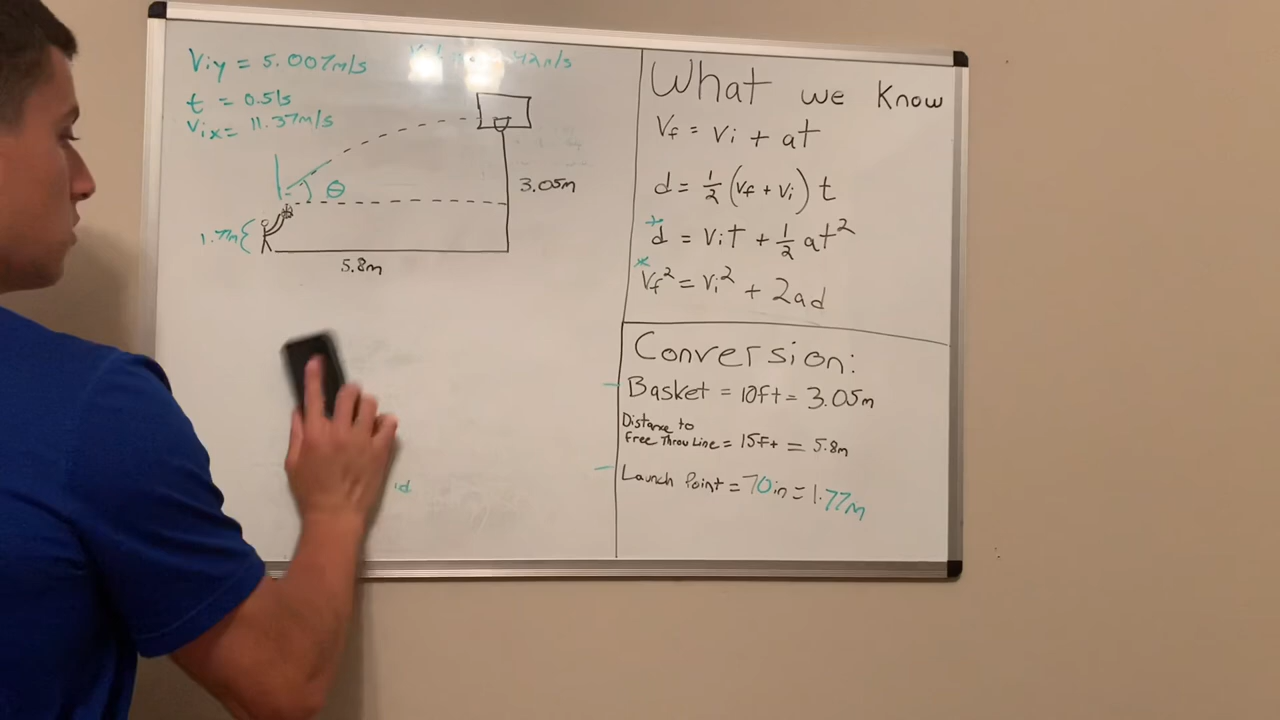 Viy = 5.007m/s
42m/s
t = 0.51s
Vix = 11.37m/s
θ
3.05m
1.77m
5.8m
What we Know
Vf = Vi + at
d = 1/2 (Vf + Vi) t
d = Vit + 1/2 at²
Vf² = Vi² + 2ad
Conversion:
Basket = 10ft = 3.05m
Distance to
Free Throw Line = 15Ft = 5.8m
Launch Point = 70in = 1.77m
d